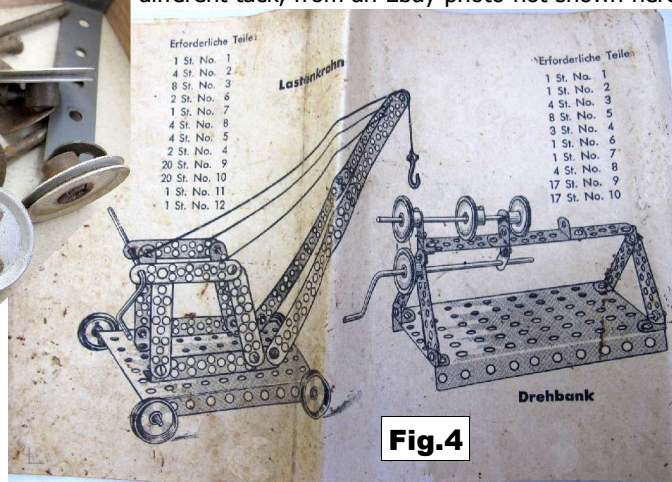 different tack, from an Ebay photo not shown here
Erforderliche Teile:
1 St. No. 1
4 St. No. 2
8 St. No. 3
2 St. No. 6
1 St. No. 7
4 St. No. 8
4 St. No. 5
2 St. No. 4
20 St. No. 9
20 St. No. 10
1 St. No. 11
1 St. No. 12
Lastenkrahn
Erforderliche Teile:
1 St. No. 1
1 St. No. 2
4 St. No. 3
8 St. No. 5
3 St. No. 4
1 St. No. 6
1 St. No. 7
4 St. No. 8
17 St. No. 9
17 St. No. 10
Drehbank
Fig.4